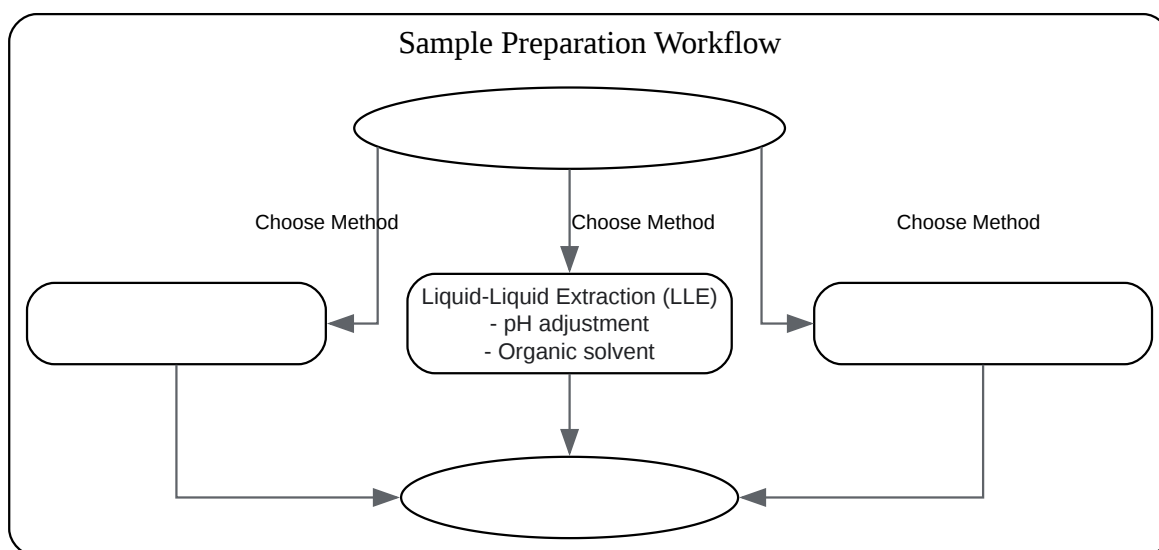 Sample Preparation Workflow
Choose Method
Choose Method
Choose Method
Liquid-Liquid Extraction (LLE)
- pH adjustment
- Organic solvent